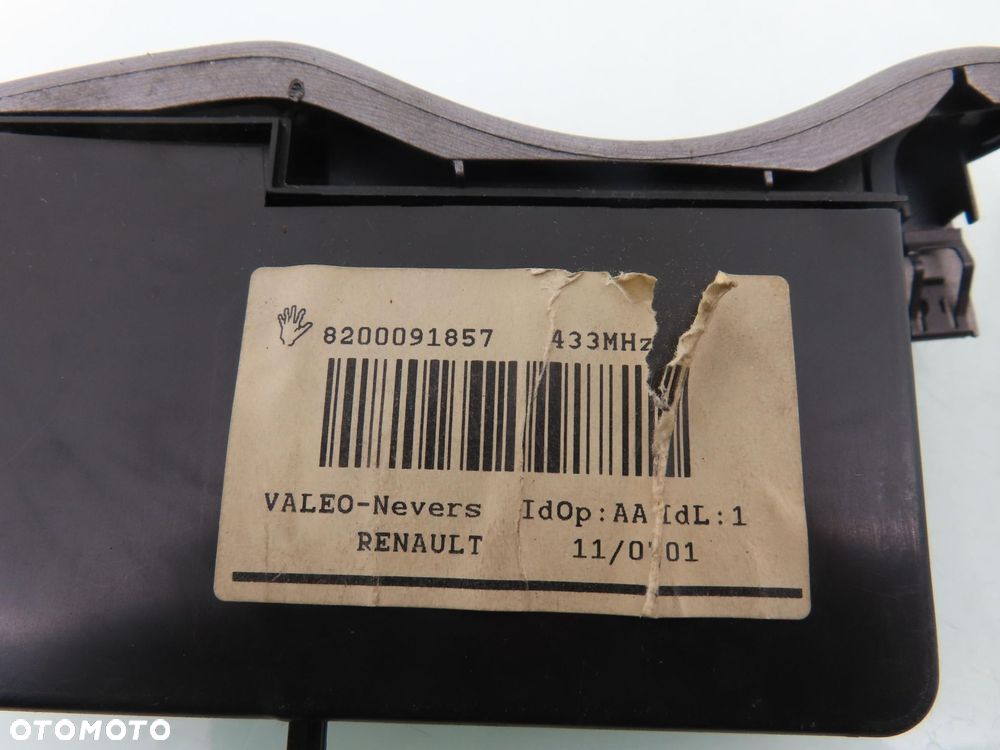 8200091857 433MHz
VALEO-Nevers IdOp:AA IdL:1
RENAULT 11/0 01
OTOMOTO